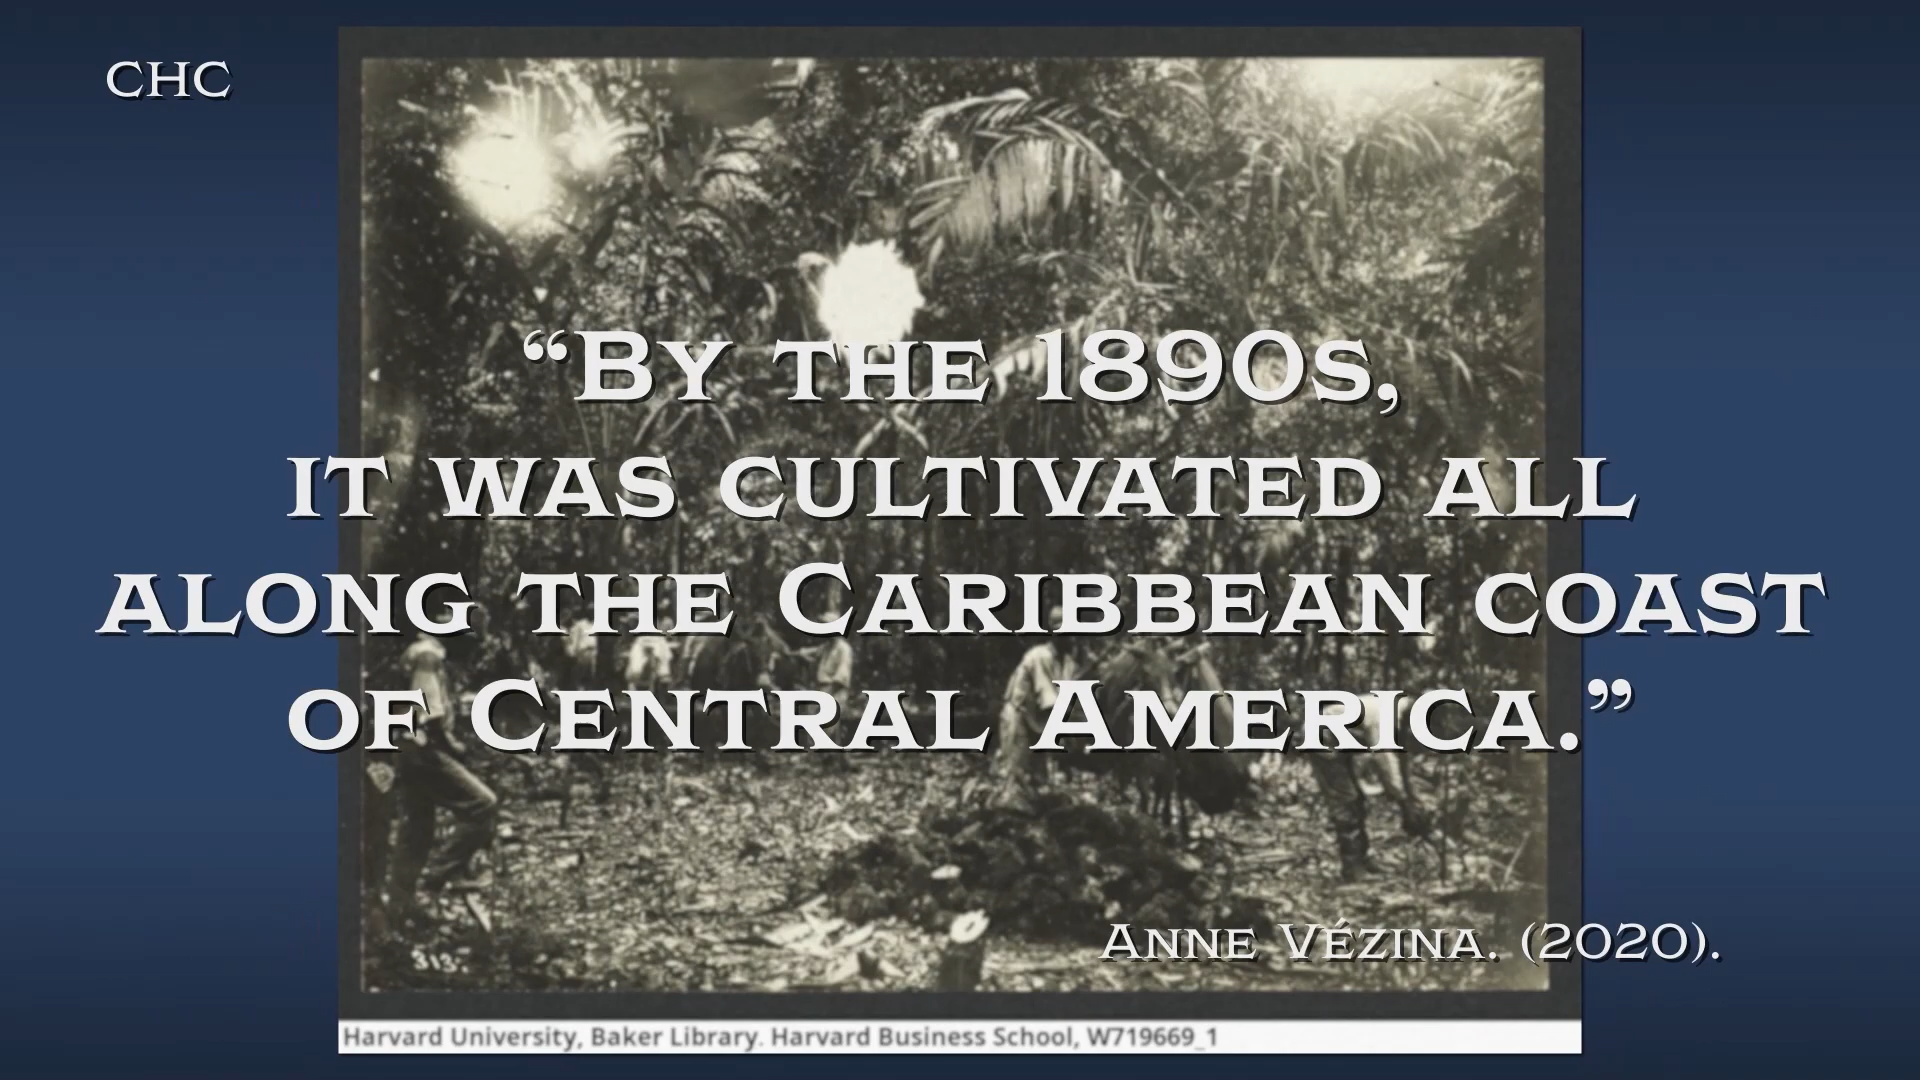 CHC
“By the 1890s,
it was cultivated all
along the Caribbean coast
of Central America.”
Anne Vézina. (2020).
313.
Harvard University, Baker Library. Harvard Business School, W719669_1